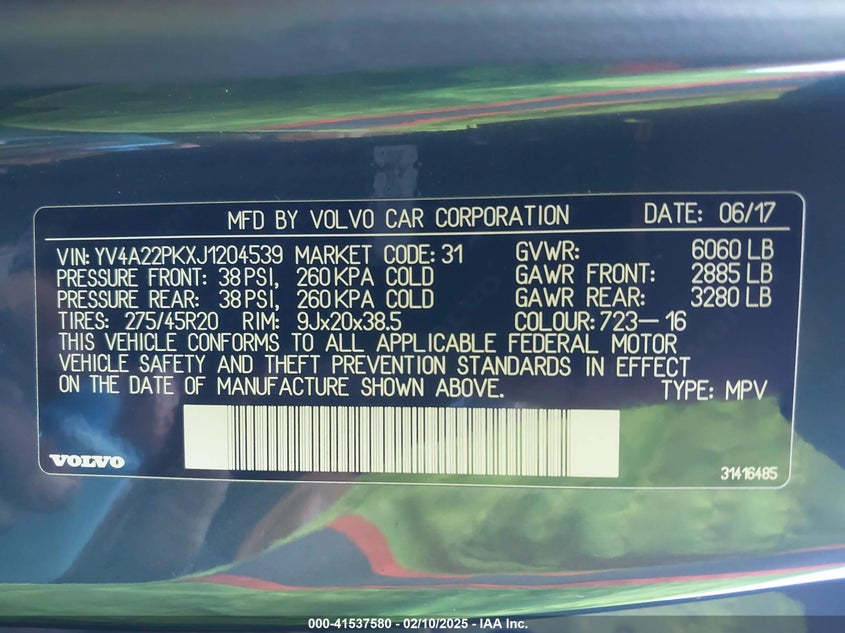 MFD BY VOLVO CAR CORPORATION DATE: 06/17
VIN: YV4A22PKXJ1204539 MARKET CODE: 31 GVWR: 6060 LB
PRESSURE FRONT: 38 PSI, 260 KPA COLD GAWR FRONT: 2885 LB
PRESSURE REAR: 38 PSI, 260 KPA COLD GAWR REAR: 3280 LB
TIRES: 275/45R20 RIM: 9Jx20x38.5 COLOUR: 723—16
THIS VEHICLE CONFORMS TO ALL APPLICABLE FEDERAL MOTOR
VEHICLE SAFETY AND THEFT PREVENTION STANDARDS IN EFFECT
ON THE DATE OF MANUFACTURE SHOWN ABOVE. TYPE: MPV
VOLVO 31416485
000-41537580 - 02/10/2025 - IAA Inc.